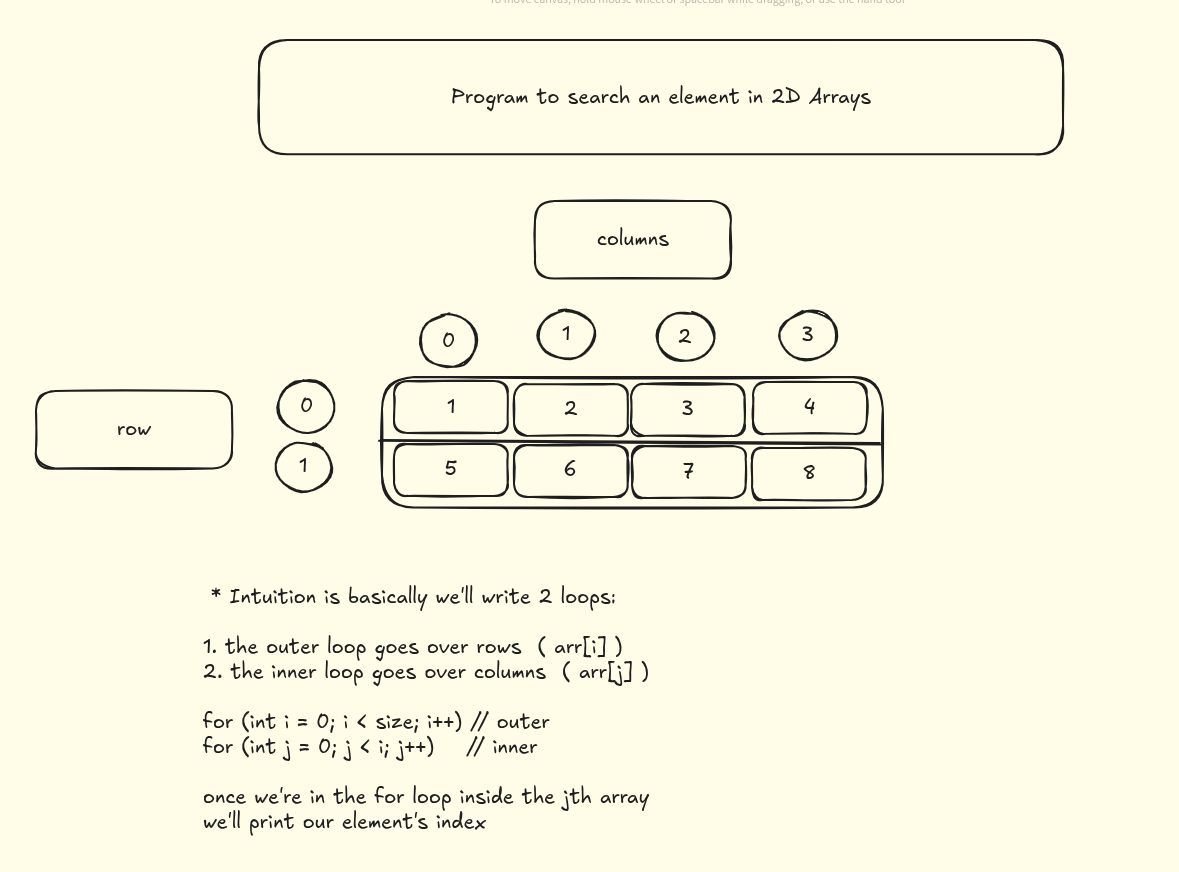 To move canvas, hold mouse wheel or spacebar while dragging, or use the hand tool
Program to search an element in 2D Arrays
columns
0 1 2 3
row
0 1 2 3 4
1 5 6 7 8
* Intuition is basically we'll write 2 loops:
1. the outer loop goes over rows ( arr[i] )
2. the inner loop goes over columns ( arr[j] )
for (int i = 0; i < size; i++) // outer
for (int j = 0; j < i; j++) // inner
once we're in the for loop inside the jth array
we'll print our element's index